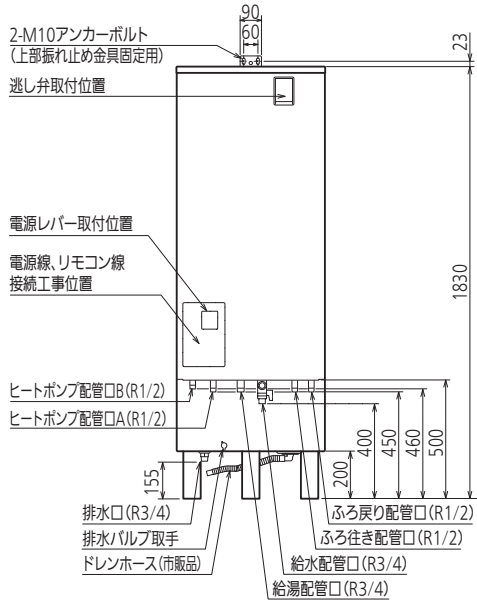 90
60
2-M10アンカーボルト
(上部振れ止め金具固定用)
23
逃し弁取付位置
電源レバー取付位置
電源線、リモコン線
接続工事位置
1830
ヒートポンプ配管口B(R1/2)
ヒートポンプ配管口A(R1/2)
155
200
400
450
460
500
排水口(R3/4)
排水バルブ取手
ドレンホース(市販品)
ふろ戻り配管口(R1/2)
ふろ往き配管口(R1/2)
給水配管口(R3/4)
給湯配管口(R3/4)